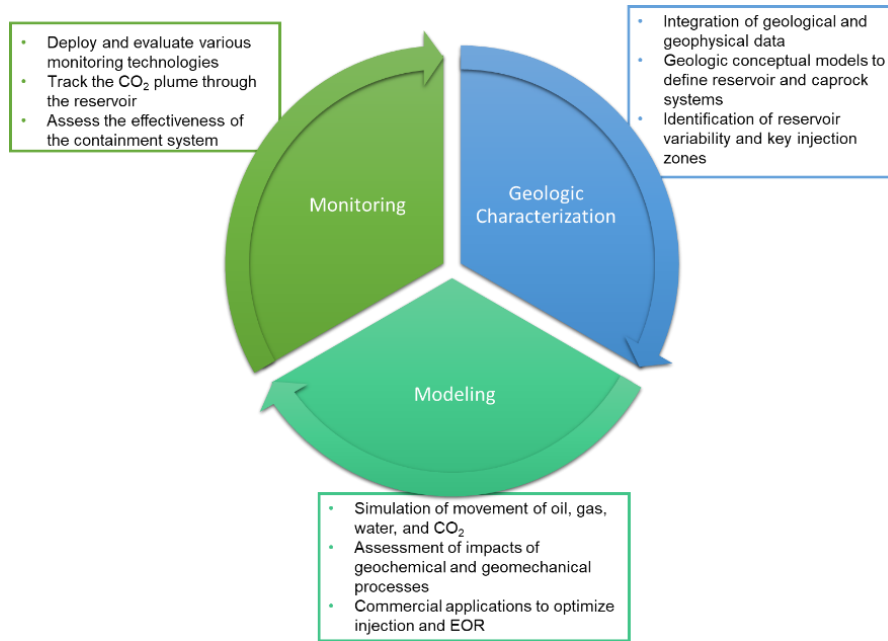 • Deploy and evaluate various
monitoring technologies
• Track the CO₂ plume through
the reservoir
• Assess the effectiveness of
the containment system
• Integration of geological and
geophysical data
• Geologic conceptual models to
define reservoir and caprock
systems
• Identification of reservoir
variability and key injection
zones
Monitoring
Geologic
Characterization
Modeling
• Simulation of movement of oil, gas,
water, and CO₂
• Assessment of impacts of
geochemical and geomechanical
processes
• Commercial applications to optimize
injection and EOR